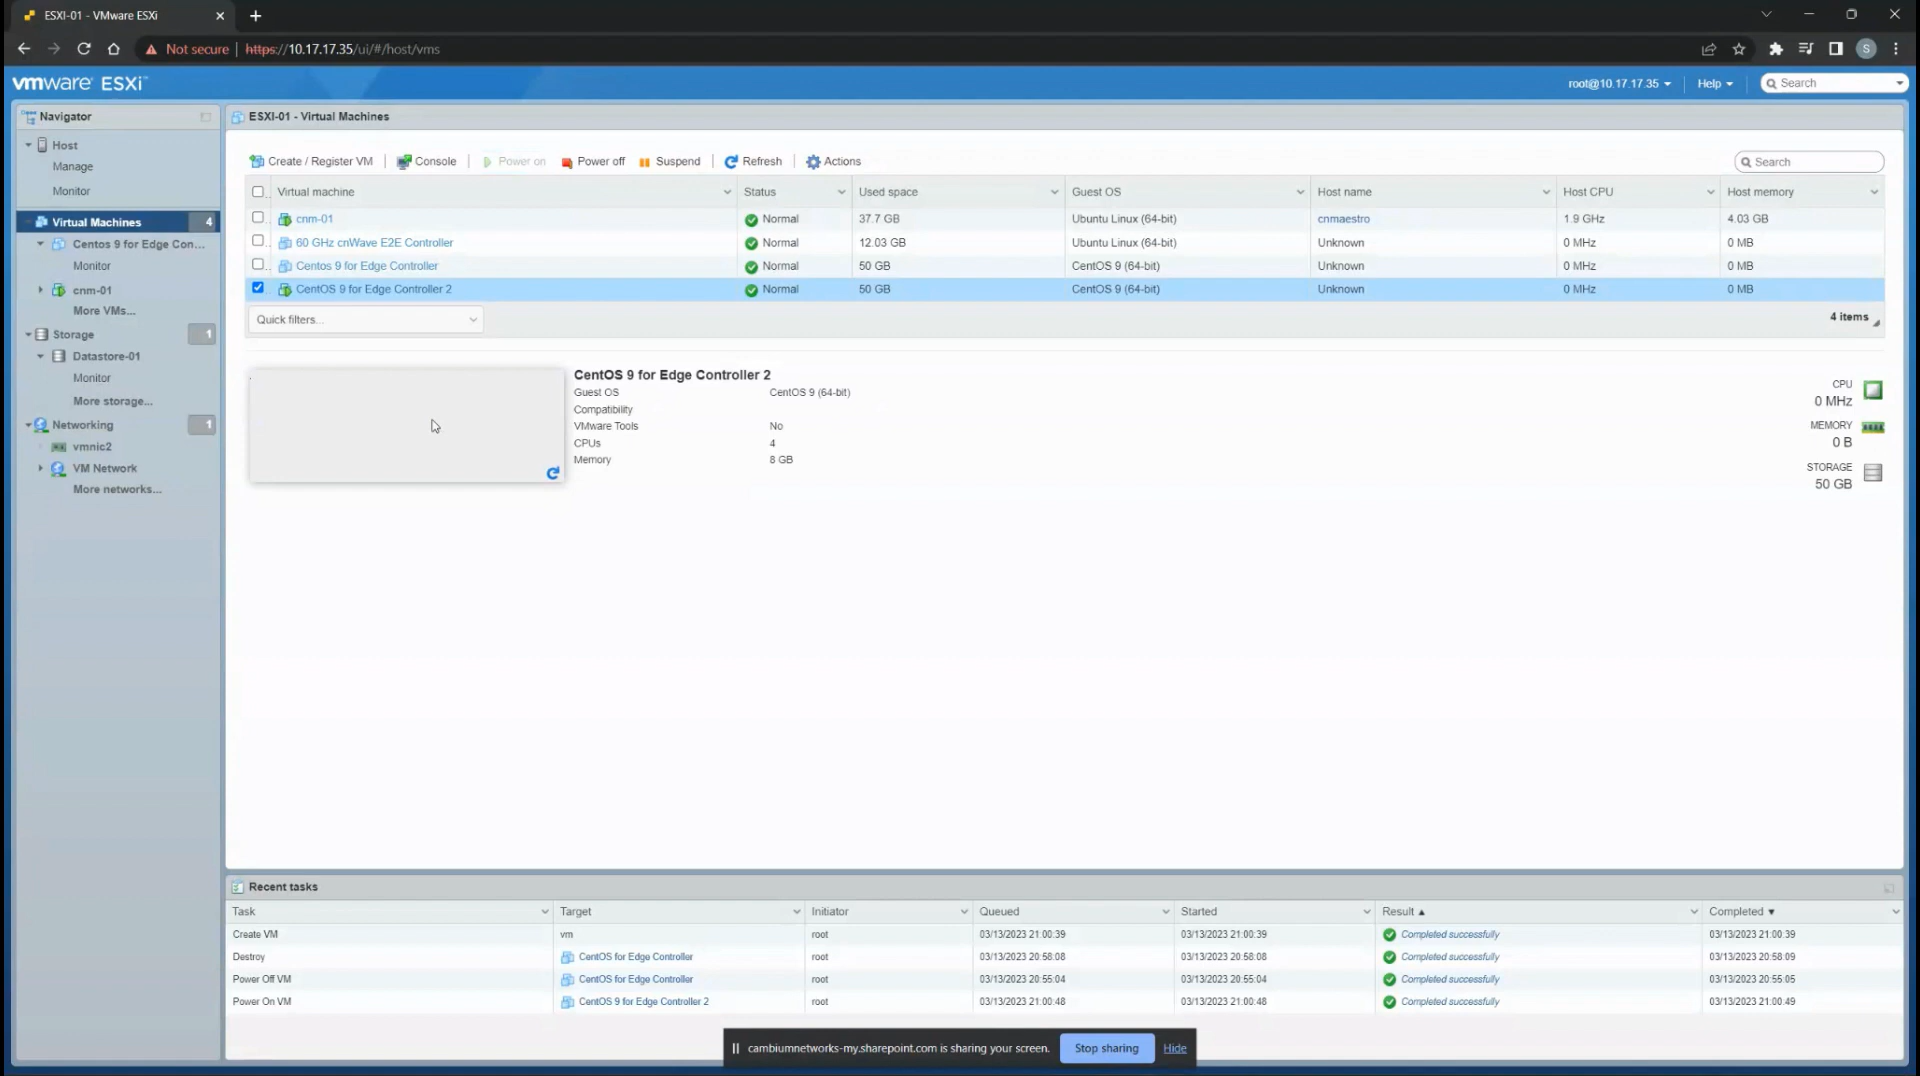 ESXI-01 - VMware ESXi
Not secure https://10.17.17.35/ui/#/host/vms
S
vmware ESXi™
root@10.17.17.35 Help Search
Navigator
Host
Manage
Monitor
Virtual Machines 4
Centos 9 for Edge Con...
Monitor
cnm-01
More VMs...
Storage 1
Datastore-01
Monitor
More storage...
Networking 1
vmnic2
VM Network
More networks...
ESXI-01 - Virtual Machines
Create / Register VM Console Power on Power off Suspend Refresh Actions Search
Virtual machine Status Used space Guest OS Host name Host CPU Host memory
cnm-01 Normal 37.7 GB Ubuntu Linux (64-bit) cnmaestro 1.9 GHz 4.03 GB
60 GHz cnWave E2E Controller Normal 12.03 GB Ubuntu Linux (64-bit) Unknown 0 MHz 0 MB
Centos 9 for Edge Controller Normal 50 GB CentOS 9 (64-bit) Unknown 0 MHz 0 MB
CentOS 9 for Edge Controller 2 Normal 50 GB CentOS 9 (64-bit) Unknown 0 MHz 0 MB
Quick filters... 4 items
CentOS 9 for Edge Controller 2
Guest OS CentOS 9 (64-bit)
Compatibility
VMware Tools No
CPUs 4
Memory 8 GB
CPU
0 MHz
MEMORY
0 B
STORAGE
50 GB
Recent tasks
Task Target Initiator Queued Started Result ▲ Completed ▼
Create VM vm root 03/13/2023 21:00:39 03/13/2023 21:00:39 Completed successfully 03/13/2023 21:00:39
Destroy CentOS for Edge Controller root 03/13/2023 20:58:08 03/13/2023 20:58:08 Completed successfully 03/13/2023 20:58:09
Power Off VM CentOS for Edge Controller root 03/13/2023 20:55:04 03/13/2023 20:55:04 Completed successfully 03/13/2023 20:55:05
Power On VM CentOS 9 for Edge Controller 2 root 03/13/2023 21:00:48 03/13/2023 21:00:48 Completed successfully 03/13/2023 21:00:49
cambiumnetworks-my.sharepoint.com is sharing your screen. Stop sharing Hide